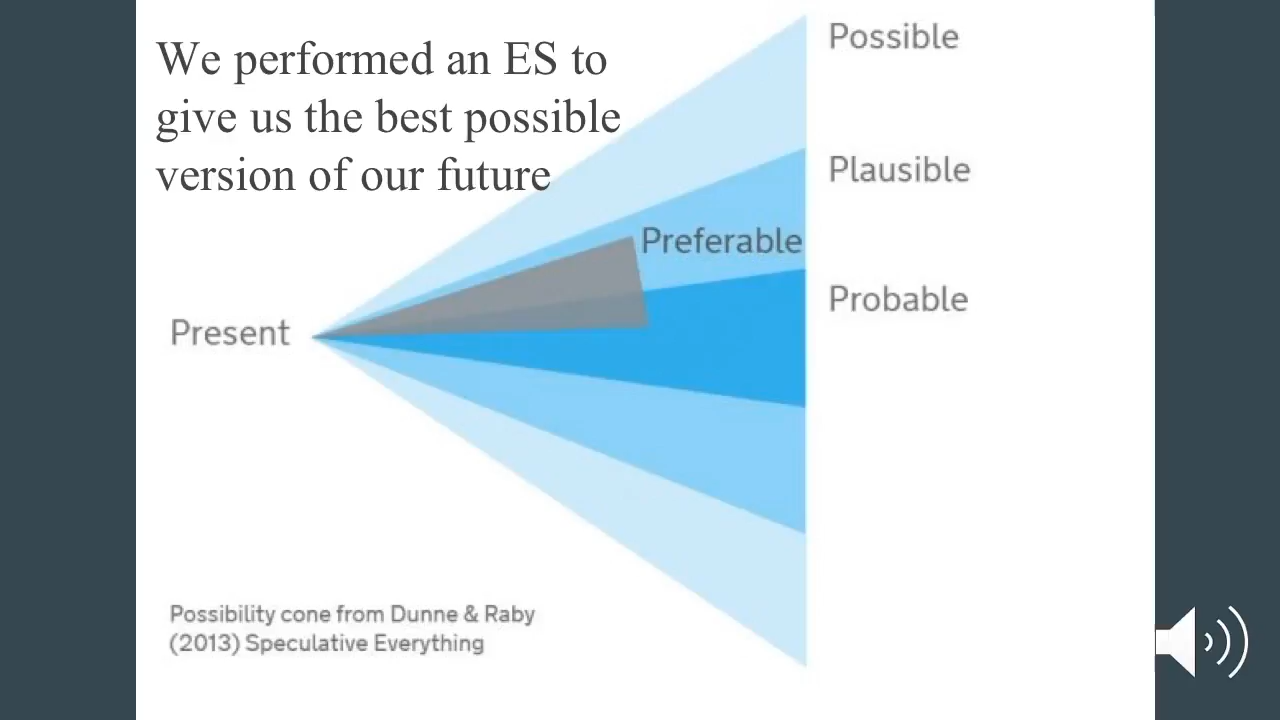 We performed an ES to
give us the best possible
version of our future
Possible
Plausible
Preferable
Probable
Present
Possibility cone from Dunne & Raby
(2013) Speculative Everything